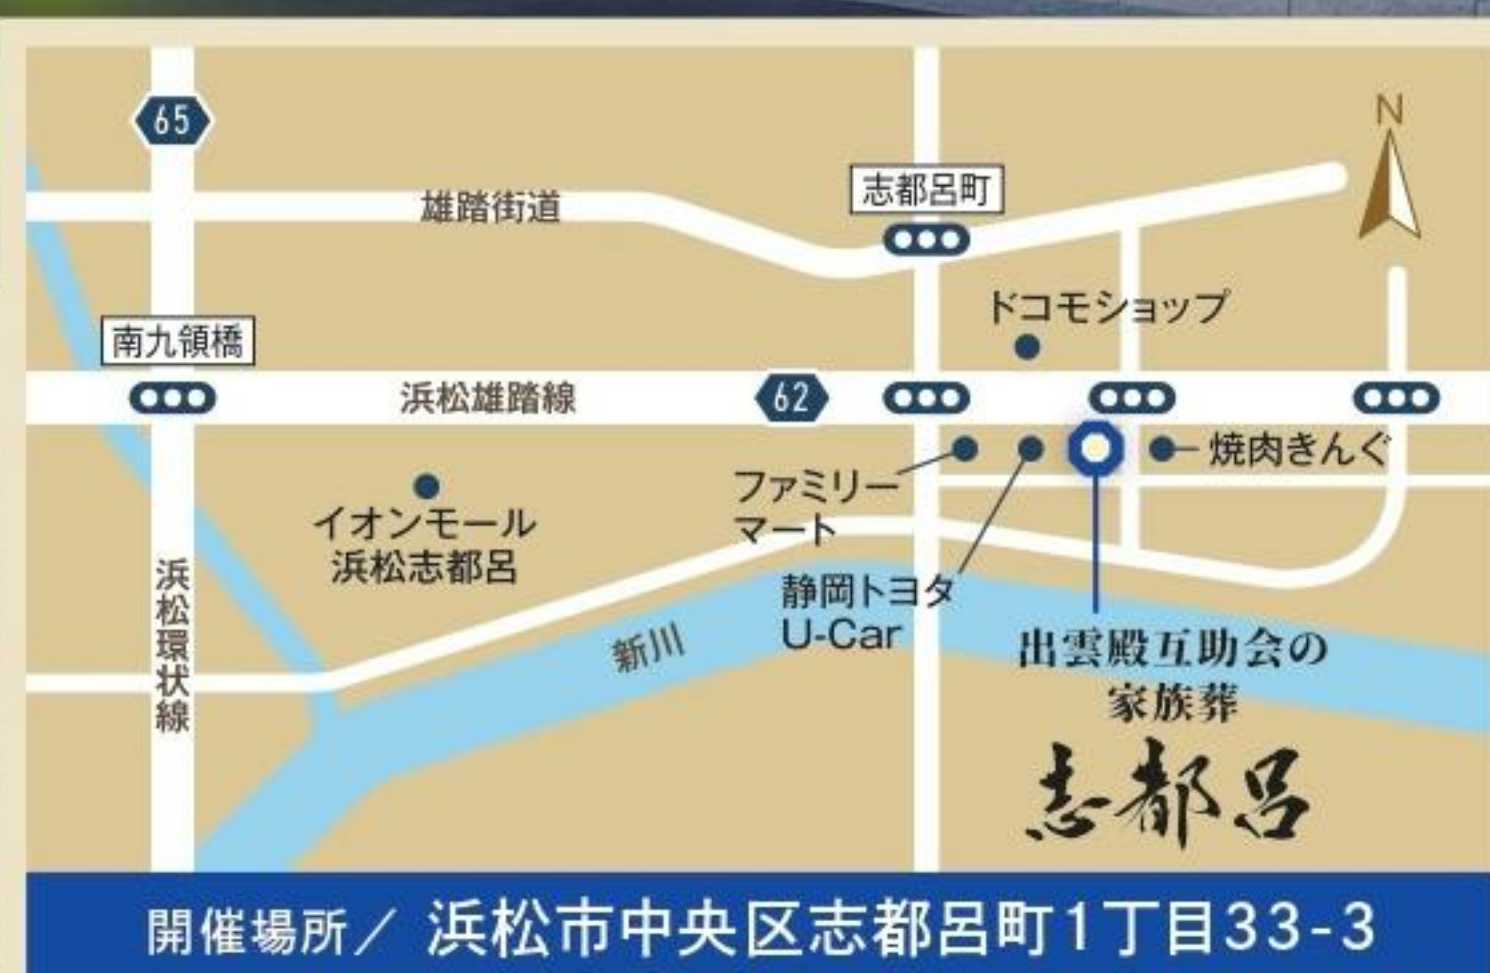 65
N
志都呂町
雄踏街道
ドコモショップ
南九領橋
浜松雄踏線
62
焼肉きんぐ
ファミリー
マート
イオンモール
浜松志都呂
浜松環状線
静岡トヨタ
U-Car
新川
出雲殿互助会の
家族葬
志都呂
開催場所／浜松市中央区志都呂町1丁目33-3